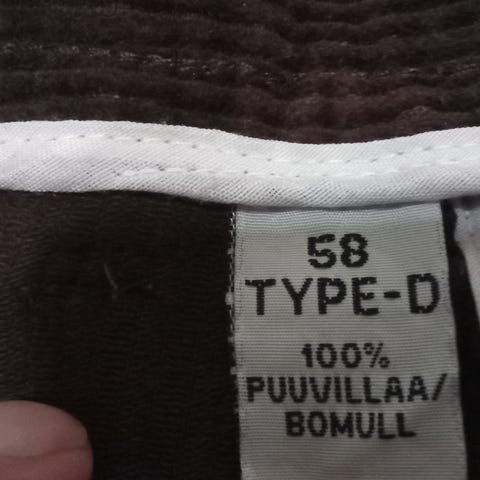 58
TYPE-D
100%
PUUVILLAA/
BOMULL